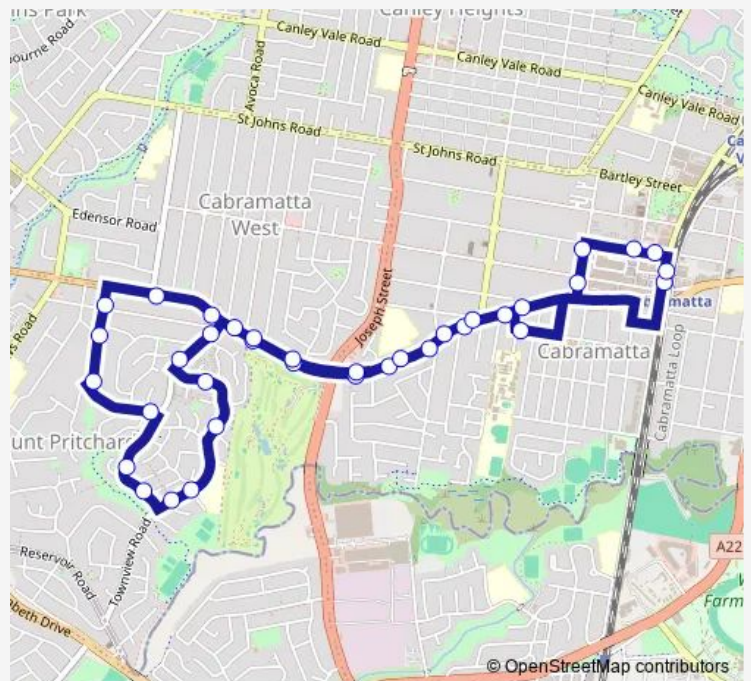 Canley Heights
Canley Vale Road
Canley Vale Road
Canley Vale Road
Avoca Road
St Johns Road
St Johns Road
Bartley Street
Cabramatta
West
Edensor Road
Joseph Street
Cabramatta
Cabramatta Loop
Townview Road
Reservoir Road
A22
Farm
© OpenStreetMap contributors